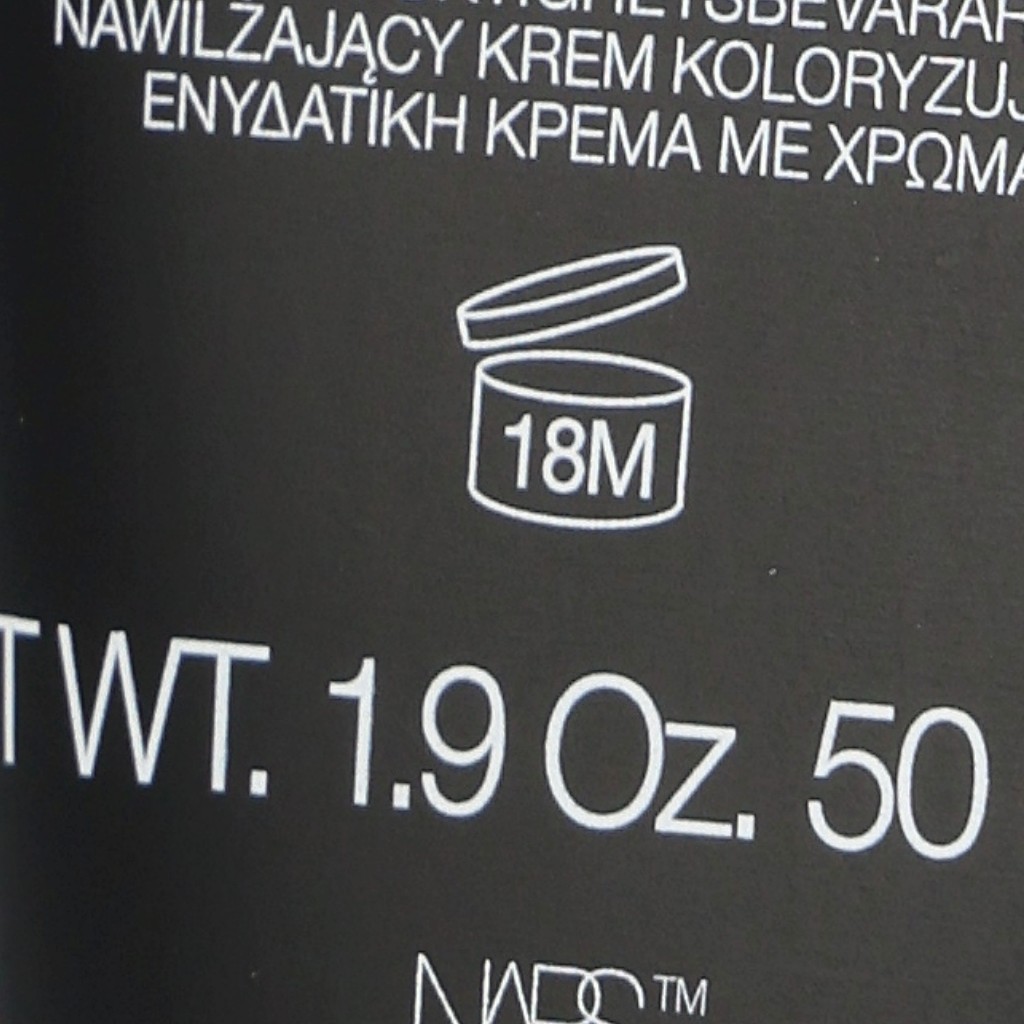 NAWILŻAJĄCY KREM KOLORYZUJ
ΕΝΥΔΑΤΙΚΗ ΚΡΕΜΑ ΜΕ ΧΡΩΜΑ
18M
T WT. 1.9 Oz. 50
NARS™